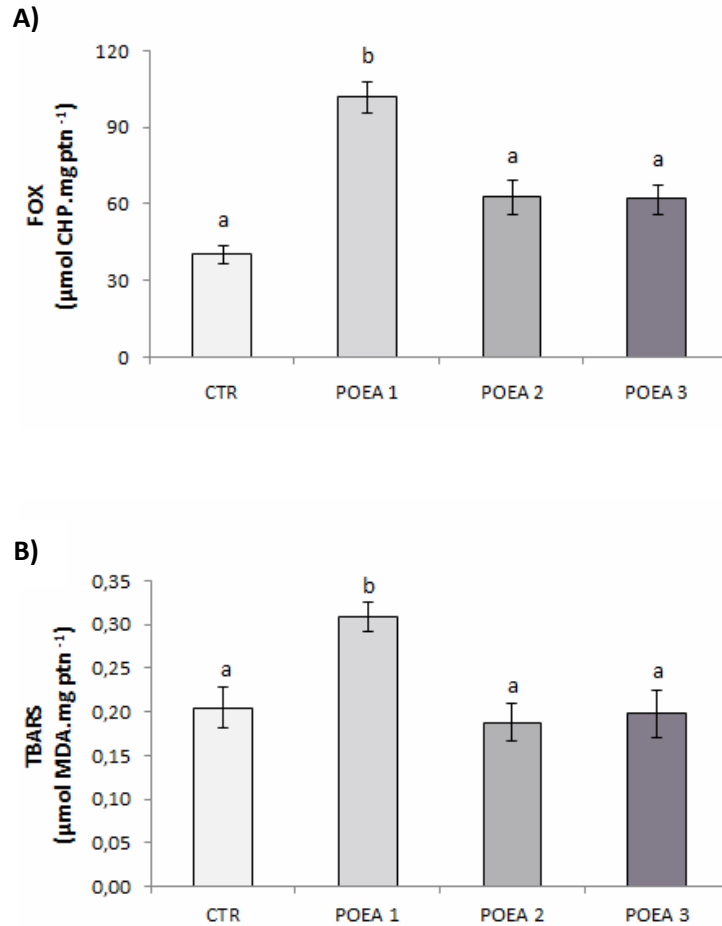 A)
120
90
60
30
0
FOX
(µmol CHP.mg ptn ⁻¹)
a
b
a
a
CTR
POEA 1
POEA 2
POEA 3
B)
0,35
0,30
0,25
0,20
0,15
0,10
0,05
0,00
TBARS
(µmol MDA.mg ptn ⁻¹)
a
b
a
a
CTR
POEA 1
POEA 2
POEA 3